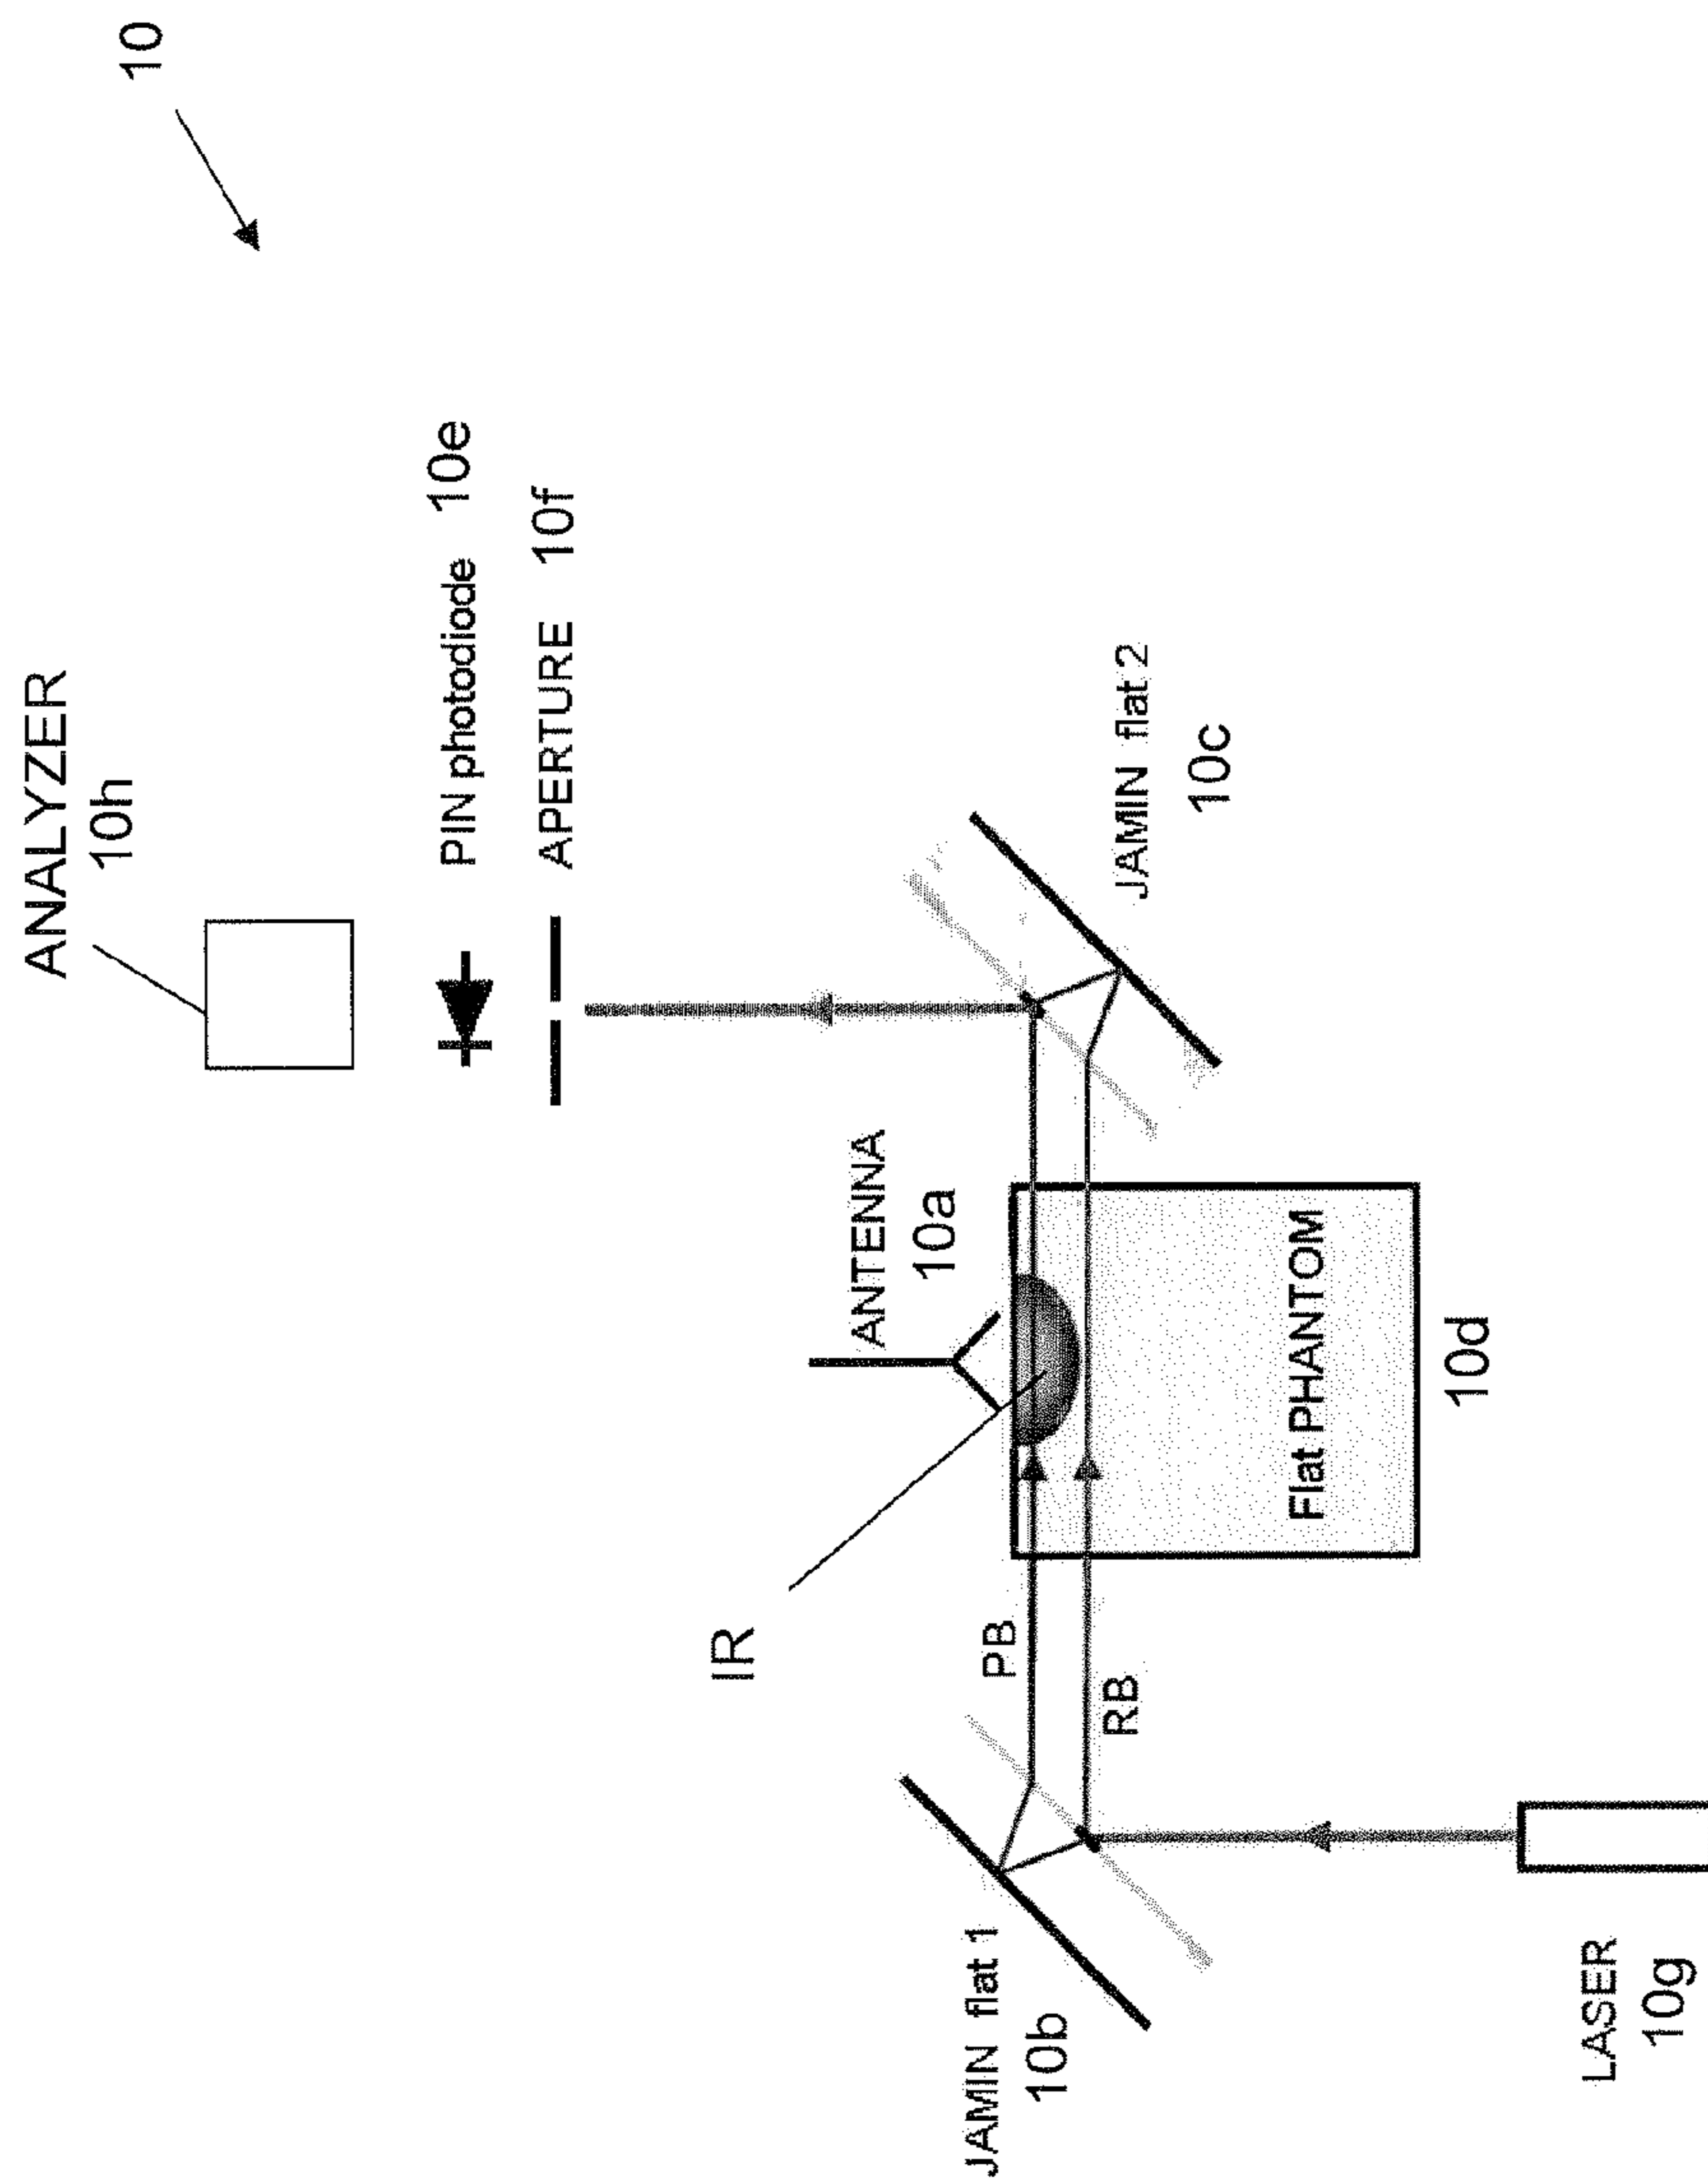 10
ANALYZER
10h
PIN photodiode 10e
APERTURE 10f
ANTENNA
10a
IR
JAMIN flat 2
10c
PB
RB
Flat PHANTOM
10d
JAMIN flat 1
10b
LASER
10g